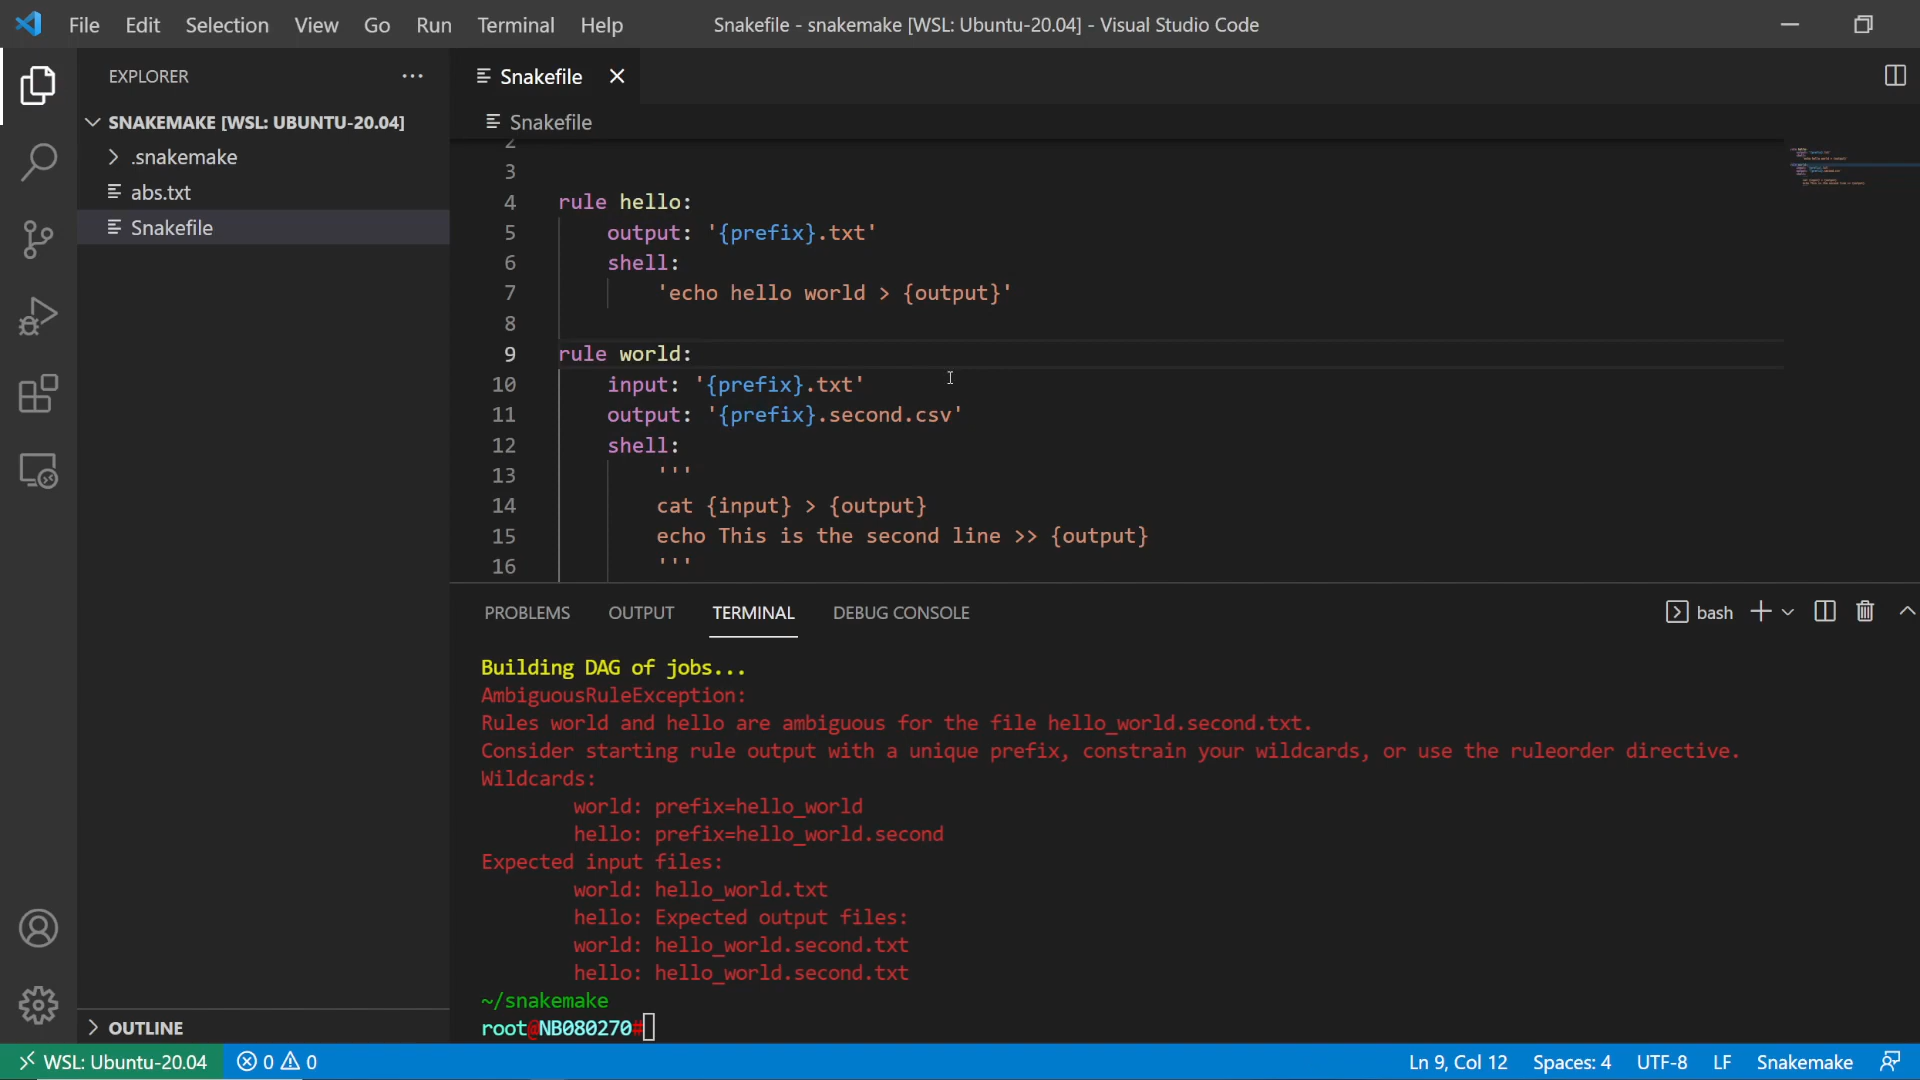 File Edit Selection View Go Run Terminal Help
Snakefile - snakemake [WSL: Ubuntu-20.04] - Visual Studio Code
EXPLORER
SNAKEMAKE [WSL: UBUNTU-20.04]
.snakemake
abs.txt
Snakefile
OUTLINE
Snakefile
Snakefile
2
3
4 rule hello:
5 output: '{prefix}.txt'
6 shell:
7 'echo hello world > {output}'
8
9 rule world:
10 input: '{prefix}.txt'
11 output: '{prefix}.second.csv'
12 shell:
13 '''
14 cat {input} > {output}
15 echo This is the second line >> {output}
16 '''
PROBLEMS OUTPUT TERMINAL DEBUG CONSOLE bash
Building DAG of jobs...
AmbiguousRuleException:
Rules world and hello are ambiguous for the file hello_world.second.txt.
Consider starting rule output with a unique prefix, constrain your wildcards, or use the ruleorder directive.
Wildcards:
world: prefix=hello_world
hello: prefix=hello_world.second
Expected input files:
world: hello_world.txt
hello: Expected output files:
world: hello_world.second.txt
hello: hello_world.second.txt
~/snakemake
root@NB080270#
WSL: Ubuntu-20.04 0 0 Ln 9, Col 12 Spaces: 4 UTF-8 LF Snakemake